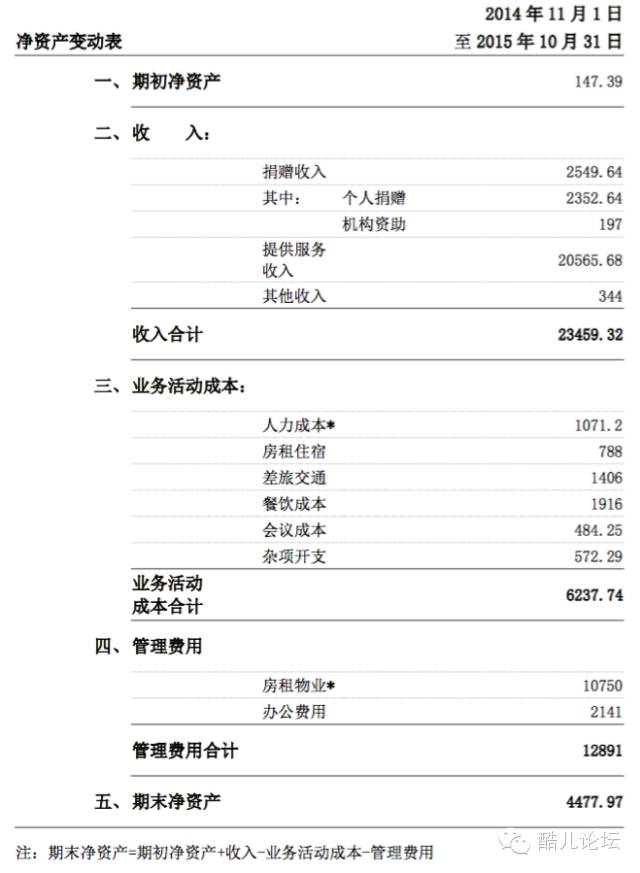 2014 年 11 月 1 日
净资产变动表 至 2015 年 10 月 31 日
一、 期初净资产 147.39
二、 收 入：
捐赠收入 2549.64
其中： 个人捐赠 2352.64
机构资助 197
提供服务
收入 20565.68
其他收入 344
收入合计 23459.32
三、 业务活动成本：
人力成本* 1071.2
房租住宿 788
差旅交通 1406
餐饮成本 1916
会议成本 484.25
杂项开支 572.29
业务活动
成本合计 6237.74
四、 管理费用
房租物业* 10750
办公费用 2141
管理费用合计 12891
五、 期末净资产 4477.97
注：期末净资产=期初净资产+收入-业务活动成本-管理费用
酷儿论坛